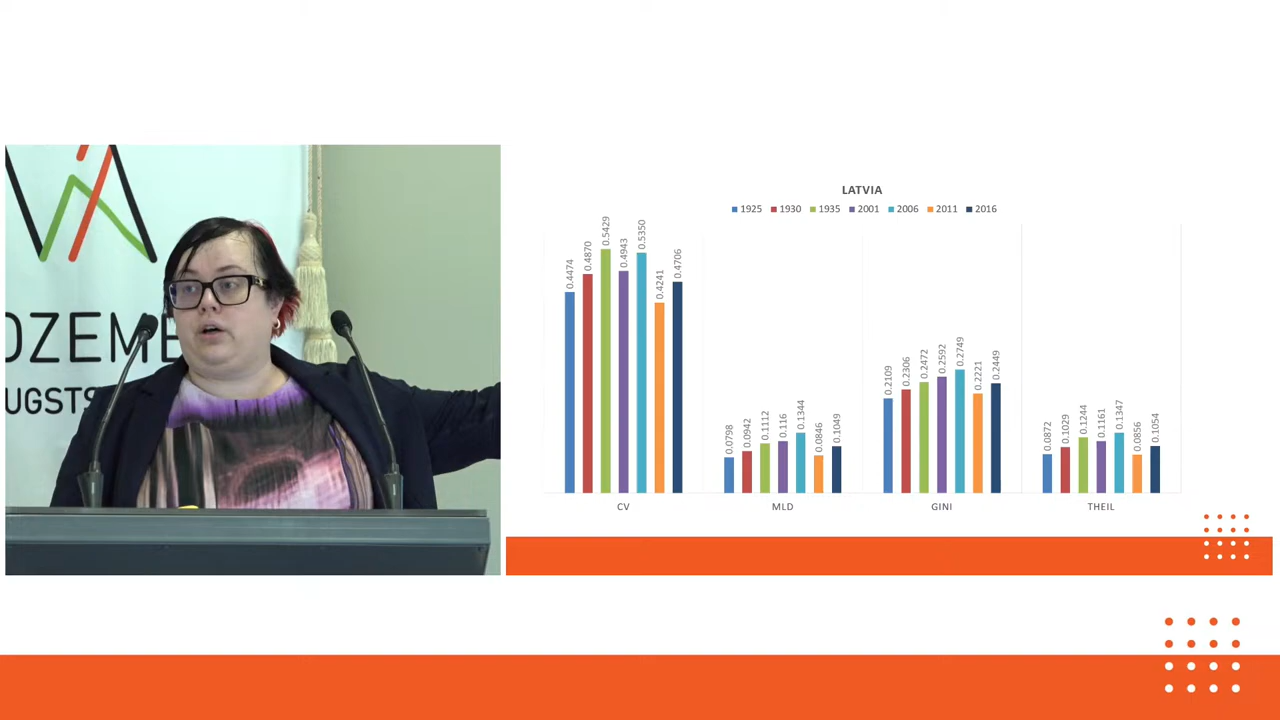 VA
OZEME
UGSTS
LATVIA
1925 1930 1935 2001 2006 2011 2016
0.4474 0.4870 0.5429 0.4943 0.5350 0.4241 0.4706
0.0798 0.0942 0.1112 0.116 0.1344 0.0846 0.1049
0.2109 0.2306 0.2472 0.2592 0.2749 0.2221 0.2449
0.0872 0.1029 0.1244 0.1161 0.1347 0.0856 0.1054
CV MLD GINI THEIL